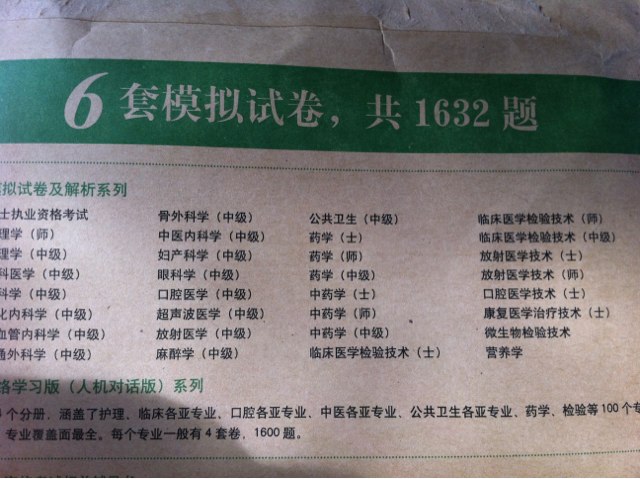 6套模拟试卷，共1632题
拟试卷及解析系列
士执业资格考试 骨外科学（中级） 公共卫生（中级） 临床医学检验技术（师）
理学（师） 中医内科学（中级） 药学（士） 临床医学检验技术（中级）
理学（中级） 妇产科学（中级） 药学（师） 放射医学技术（士）
科医学（中级） 眼科学（中级） 药学（中级） 放射医学技术（师）
科学（中级） 口腔医学（中级） 中药学（士） 口腔医学技术（士）
化内科学（中级） 超声波医学（中级） 中药学（师） 康复医学治疗技术（士）
血管内科学（中级） 放射医学（中级） 中药学（中级） 微生物检验技术
通外科学（中级） 麻醉学（中级） 临床医学检验技术（士） 营养学
络学习版（人机对话版）系列
个分册，涵盖了护理、临床各亚专业、口腔各亚专业、中医各亚专业、公共卫生各亚专业、药学、检验等100个专
专业覆盖面最全。每个专业一般有4套卷，1600题。